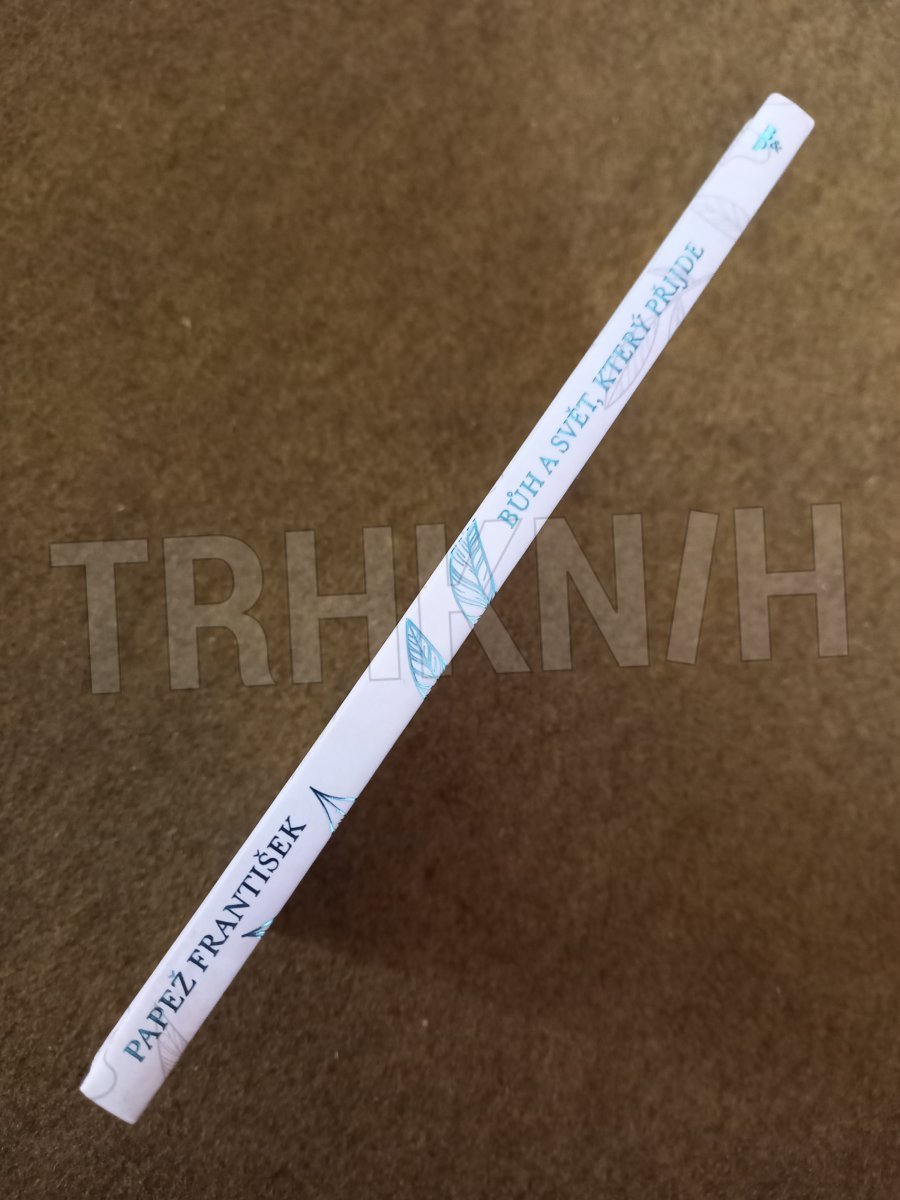 PAPEŽ FRANTIŠEK
BŮH A SVĚT, KTERÝ PŘIJDE
TRHKNIH